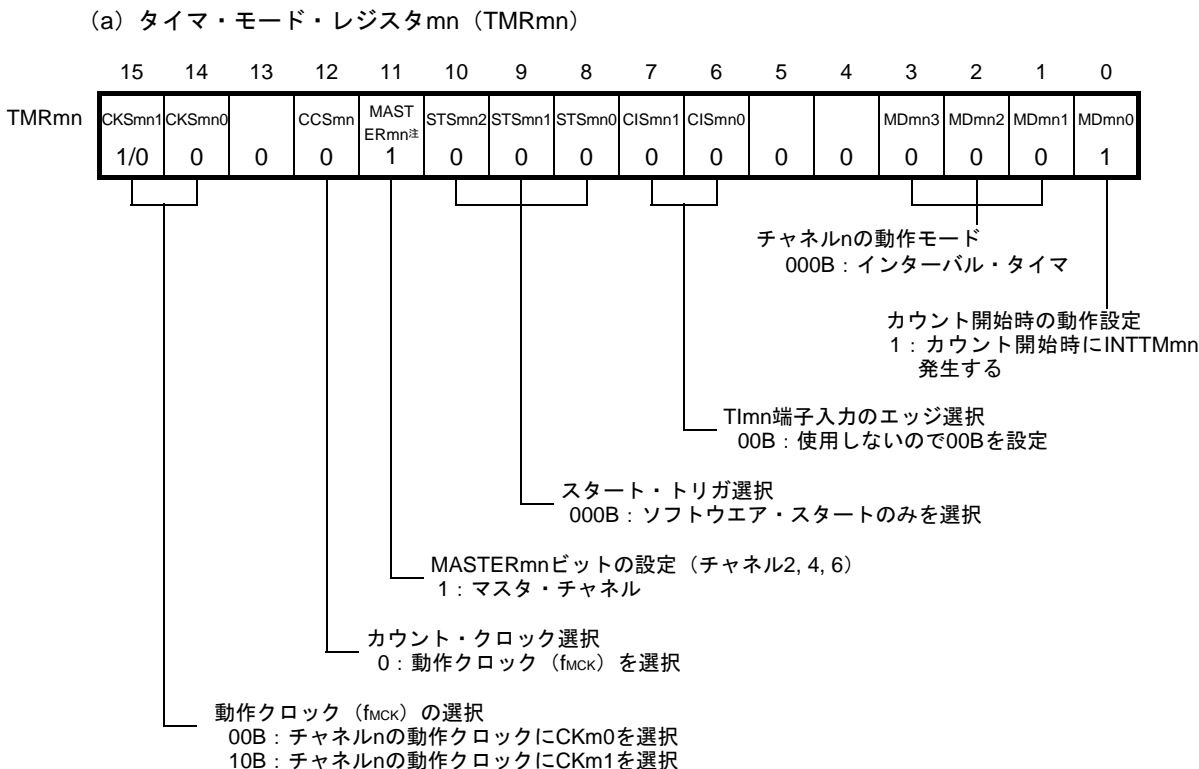 (a) タイマ・モード・レジスタmn（TMRmn）
15 14 13 12 11 10 9 8 7 6 5 4 3 2 1 0
TMRmn CKSmn1 CKSmn0 CCSmn MAST ERmn注 STSmn2 STSmn1 STSmn0 CISmn1 CISmn0 MDmn3 MDmn2 MDmn1 MDmn0
1/0 0 0 0 1 0 0 0 0 0 0 0 0 0 0 1
チャネルnの動作モード
000B：インターバル・タイマ
カウント開始時の動作設定
1：カウント開始時にINTTMmn
発生する
TImn端子入力のエッジ選択
00B：使用しないので00Bを設定
スタート・トリガ選択
000B：ソフトウエア・スタートのみを選択
MASTERmnビットの設定（チャネル2, 4, 6）
1：マスタ・チャネル
カウント・クロック選択
0：動作クロック（fMCK）を選択
動作クロック（fMCK）の選択
00B：チャネルnの動作クロックにCKm0を選択
10B：チャネルnの動作クロックにCKm1を選択